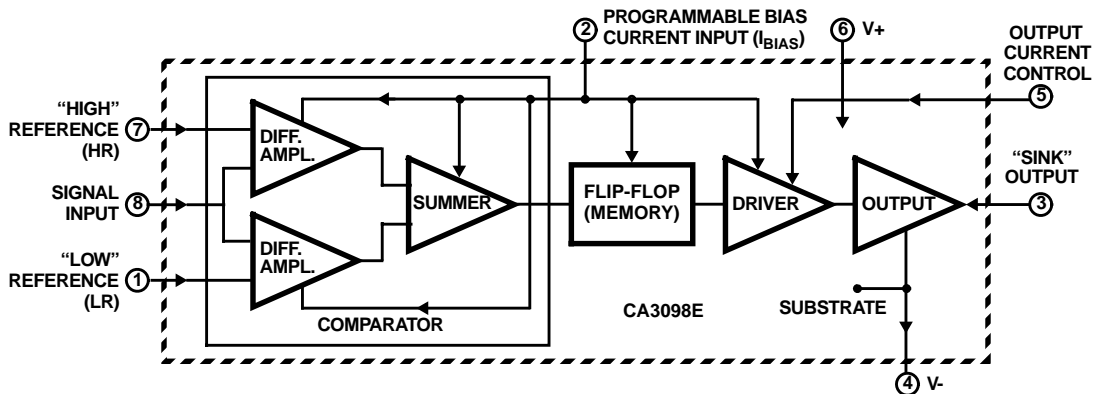 PROGRAMMABLE BIAS
CURRENT INPUT (IBIAS)
2
6
V+
OUTPUT
CURRENT
CONTROL
5
“HIGH”
REFERENCE
(HR)
7
DIFF.
AMPL.
SIGNAL
INPUT
8
SUMMER
FLIP-FLOP
(MEMORY)
DRIVER
OUTPUT
“SINK”
OUTPUT
3
“LOW”
REFERENCE
(LR)
1
DIFF.
AMPL.
COMPARATOR
CA3098E
SUBSTRATE
4
V-